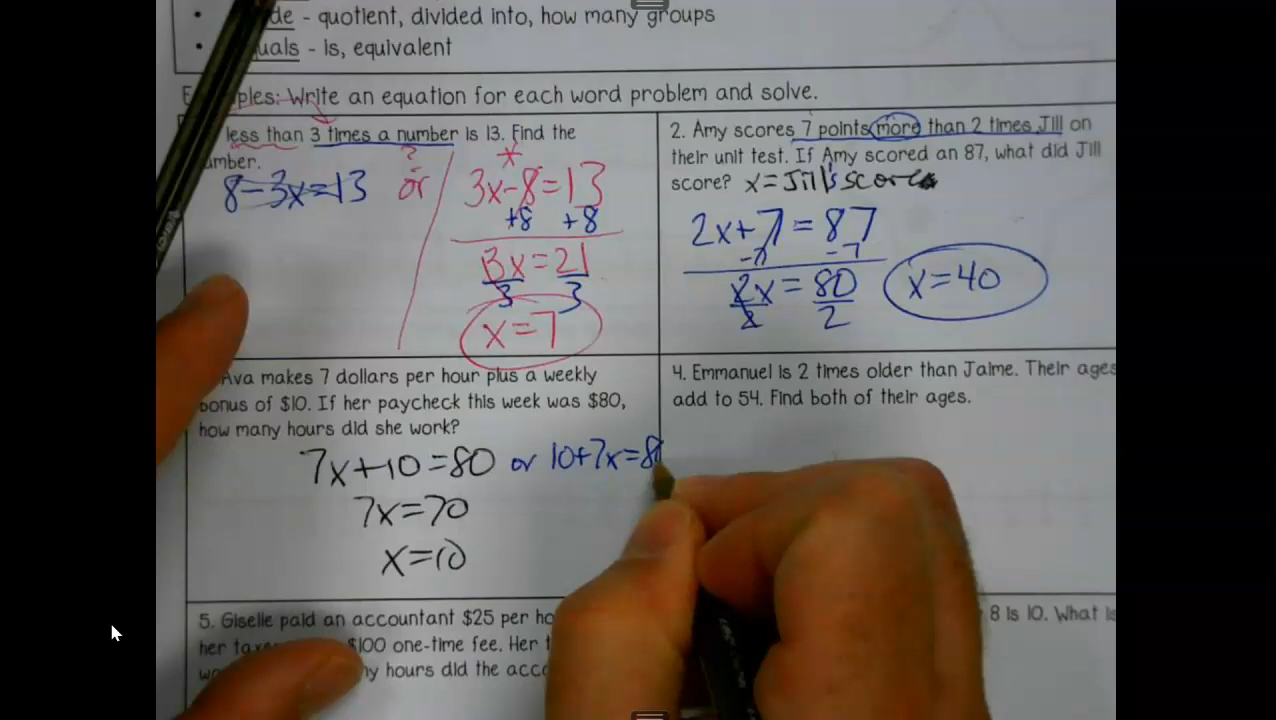 de - quotient, divided into, how many groups
uals - is, equivalent
Write an equation for each word problem and solve.
less than 3 times a number is 13. Find the
8-3x=13 or
?
3x-8=13
+8 +8
3x=21
3 3
x=7
2. Amy scores 7 points more than 2 times Jill on
their unit test. If Amy scored an 87, what did Jill
score? x=Jill's score
2x+7=87
-7 -7
2x=80
2 2
x=40
Ava makes 7 dollars per hour plus a weekly
bonus of $10. If her paycheck this week was $80,
how many hours did she work?
7x+10=80 or 10+7x=8
7x=70
x=10
4. Emmanuel is 2 times older than Jaime. Their ages
add to 54. Find both of their ages.
5. Giselle paid an accountant $25 per
her $100 one-time fee. Her
hours did the
8 is 10. What